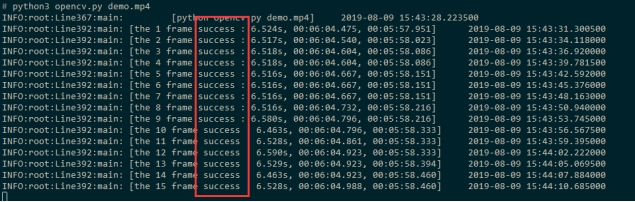 # python3 opencv.py demo.mp4
INFO:root:Line367:main: [python opencv.py demo.mp4] 2019-08-09 15:43:28.223500
INFO:root:Line392:main: [the 1 frame success : 6.524s, 00:06:04.475, 00:05:57.951] 2019-08-09 15:43:31.300500
INFO:root:Line392:main: [the 2 frame success : 6.517s, 00:06:04.540, 00:05:58.023] 2019-08-09 15:43:34.118000
INFO:root:Line392:main: [the 3 frame success : 6.518s, 00:06:04.604, 00:05:58.086] 2019-08-09 15:43:36.920000
INFO:root:Line392:main: [the 4 frame success : 6.518s, 00:06:04.604, 00:05:58.086] 2019-08-09 15:43:39.781500
INFO:root:Line392:main: [the 5 frame success : 6.516s, 00:06:04.667, 00:05:58.151] 2019-08-09 15:43:42.592000
INFO:root:Line392:main: [the 6 frame success : 6.516s, 00:06:04.667, 00:05:58.151] 2019-08-09 15:43:45.376000
INFO:root:Line392:main: [the 7 frame success : 6.516s, 00:06:04.667, 00:05:58.151] 2019-08-09 15:43:48.163000
INFO:root:Line392:main: [the 8 frame success : 6.516s, 00:06:04.732, 00:05:58.216] 2019-08-09 15:43:50.940000
INFO:root:Line392:main: [the 9 frame success : 6.580s, 00:06:04.796, 00:05:58.216] 2019-08-09 15:43:53.745000
INFO:root:Line392:main: [the 10 frame success 6.463s, 00:06:04.796, 00:05:58.333] 2019-08-09 15:43:56.567500
INFO:root:Line392:main: [the 11 frame success 6.528s, 00:06:04.861, 00:05:58.333] 2019-08-09 15:43:59.395000
INFO:root:Line392:main: [the 12 frame success 6.590s, 00:06:04.923, 00:05:58.333] 2019-08-09 15:44:02.222000
INFO:root:Line392:main: [the 13 frame success 6.529s, 00:06:04.923, 00:05:58.394] 2019-08-09 15:44:05.069500
INFO:root:Line392:main: [the 14 frame success 6.463s, 00:06:04.923, 00:05:58.460] 2019-08-09 15:44:07.884000
INFO:root:Line392:main: [the 15 frame success 6.528s, 00:06:04.988, 00:05:58.460] 2019-08-09 15:44:10.685000